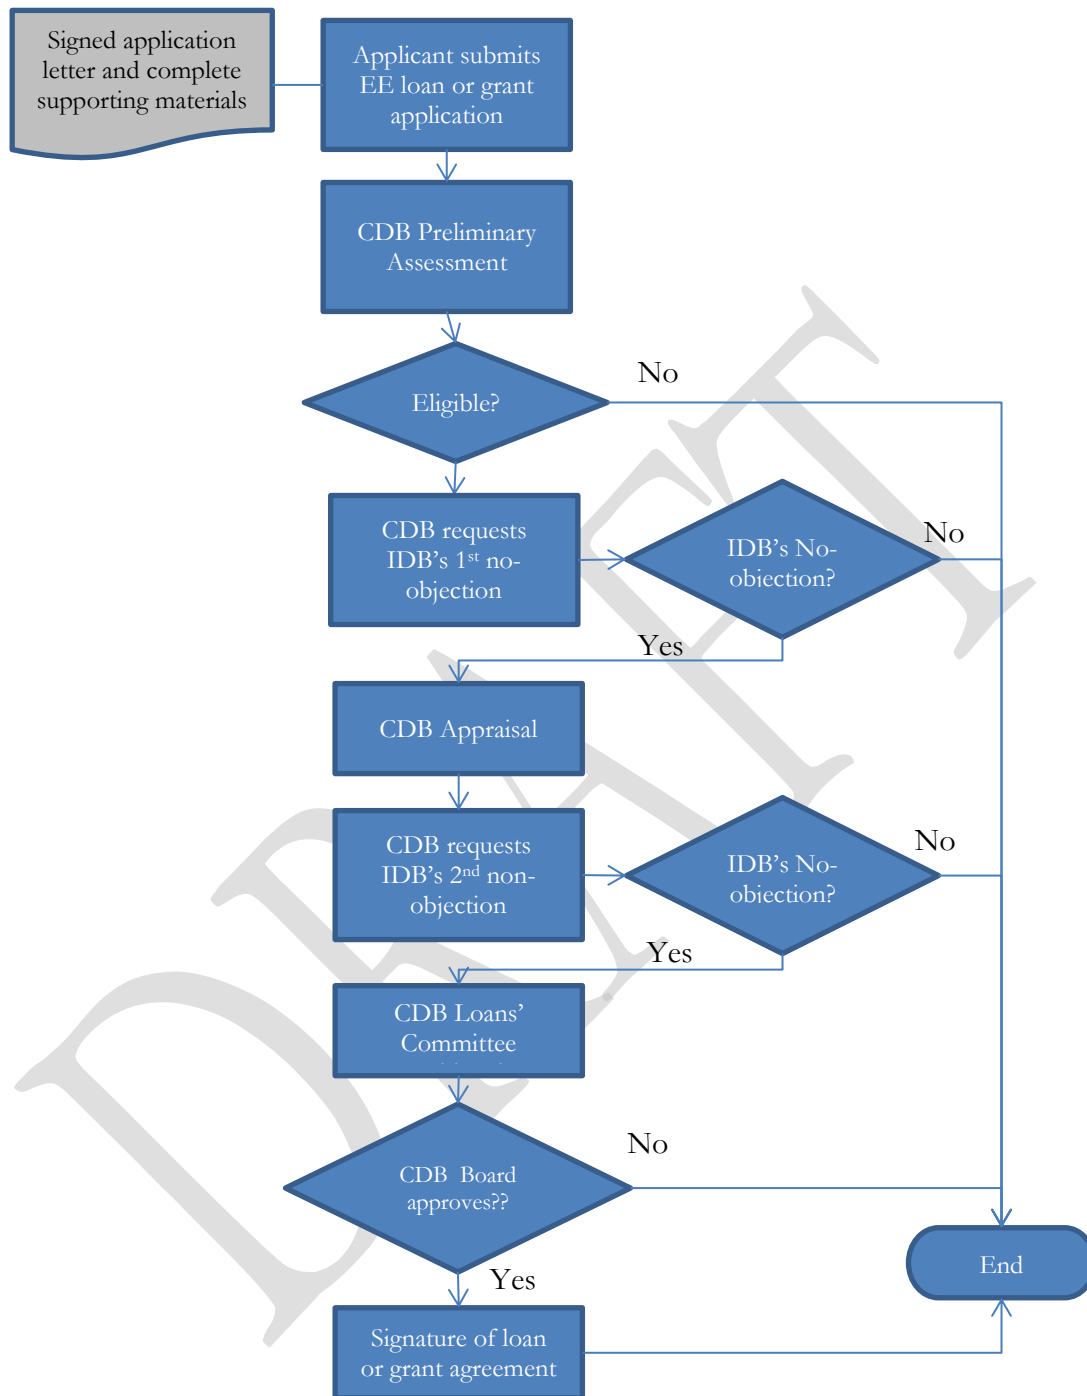 Signed application
letter and complete
supporting materials
Applicant submits
EE loan or grant
application
CDB Preliminary
Assessment
Eligible?
No
CDB requests
IDB’s 1st no-
objection
IDB’s No-
objection?
No
Yes
CDB Appraisal
CDB requests
IDB’s 2nd non-
objection
IDB’s No-
objection?
No
Yes
CDB Loans’
Committee
CDB Board
approves??
No
Yes
End
Signature of loan
or grant agreement
DRAFT